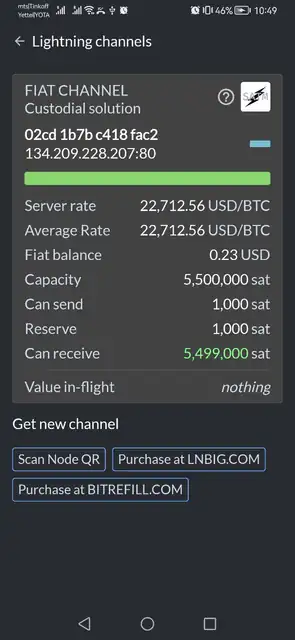 mts|Tinkoff
Yettel|YOTA
46%
10:49
Lightning channels
FIAT CHANNEL
Custodial solution
02cd 1b7b c418 fac2
134.209.228.207:80
Server rate 22,712.56 USD/BTC
Average Rate 22,712.56 USD/BTC
Fiat balance 0.23 USD
Capacity 5,500,000 sat
Can send 1,000 sat
Reserve 1,000 sat
Can receive 5,499,000 sat
Value in-flight nothing
Get new channel
Scan Node QR
Purchase at LNBIG.COM
Purchase at BITREFILL.COM